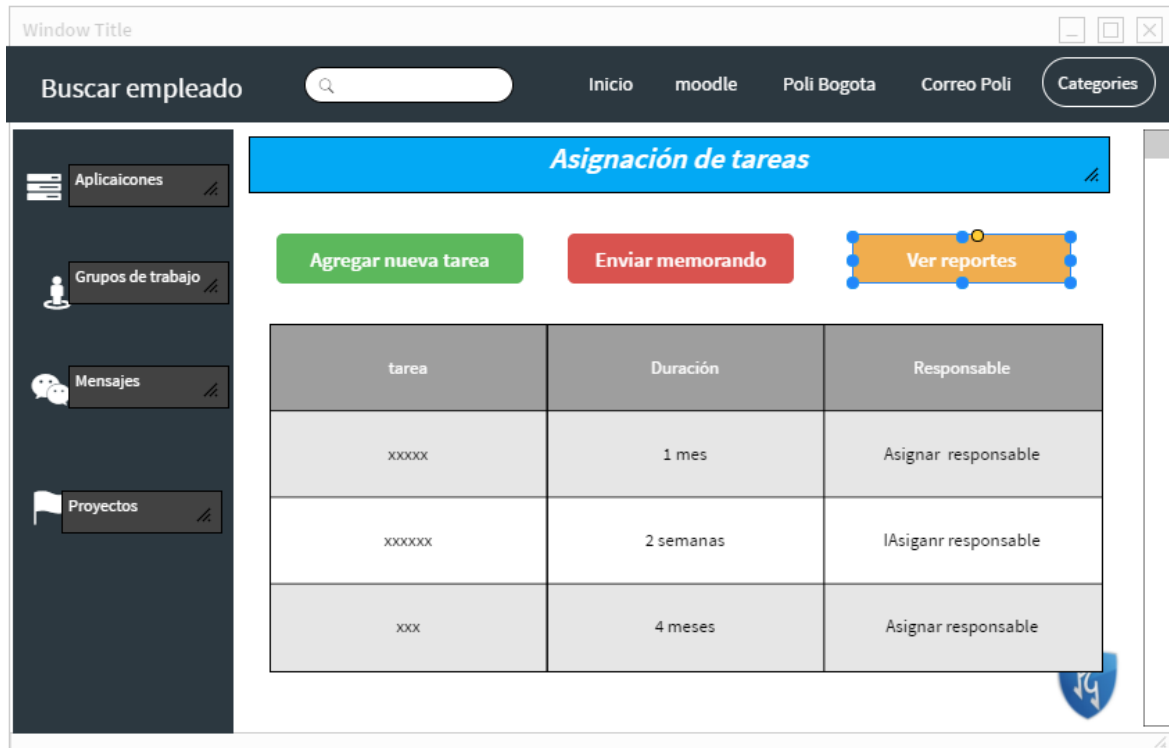 Window Title
Buscar empleado
Inicio
moodle
Poli Bogota
Correo Poli
Categories
Aplicaicones
Grupos de trabajo
Mensajes
Proyectos
Asignación de tareas
Agregar nueva tarea
Enviar memorando
Ver reportes
tarea
Duración
Responsable
xxxxx
1 mes
Asignar responsable
xxxxxx
2 semanas
IAsiganr responsable
xxx
4 meses
Asignar responsable